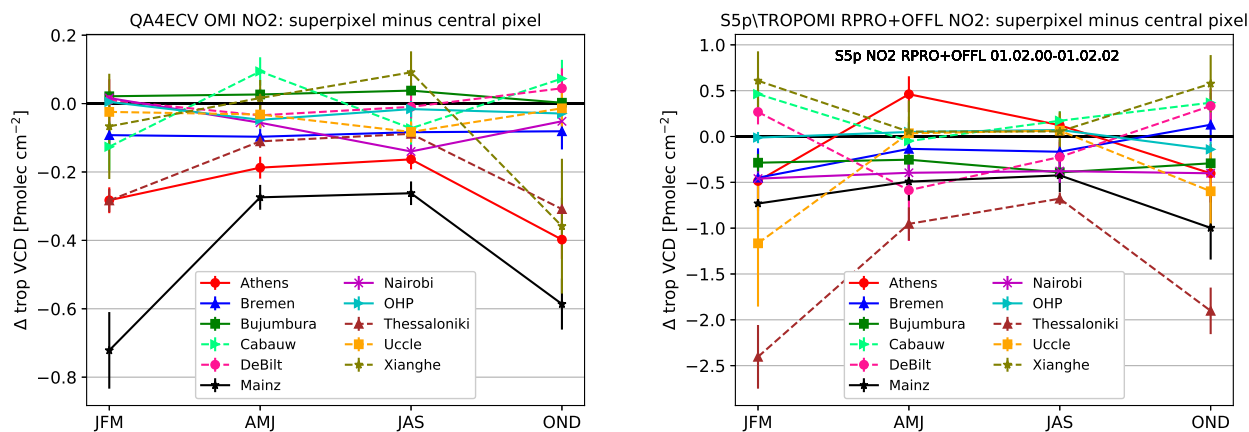 QA4ECV OMI NO2: superpixel minus central pixel
Δ trop VCD [Pmolec cm⁻²]
0.2
0.0
−0.2
−0.4
−0.6
−0.8
Athens
Bremen
Bujumbura
Cabauw
DeBilt
Mainz
Nairobi
OHP
Thessaloniki
Uccle
Xianghe
JFM
AMJ
JAS
OND
S5p\TROPOMI RPRO+OFFL NO2: superpixel minus central pixel
S5p NO2 RPRO+OFFL 01.02.00-01.02.02
Δ trop VCD [Pmolec cm⁻²]
1.0
0.5
0.0
−0.5
−1.0
−1.5
−2.0
−2.5
Athens
Bremen
Bujumbura
Cabauw
DeBilt
Mainz
Nairobi
OHP
Thessaloniki
Uccle
Xianghe
JFM
AMJ
JAS
OND